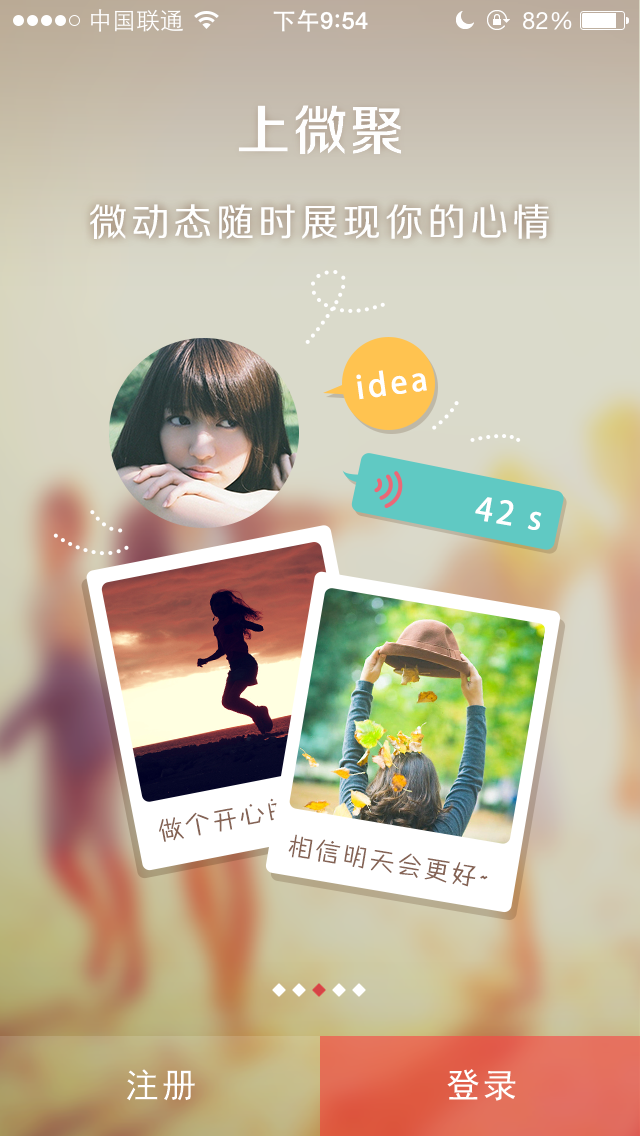 中国联通 下午9:54 82%
上微聚
微动态随时展现你的心情
idea
42 s
做个开心的
相信明天会更好~
注册 登录